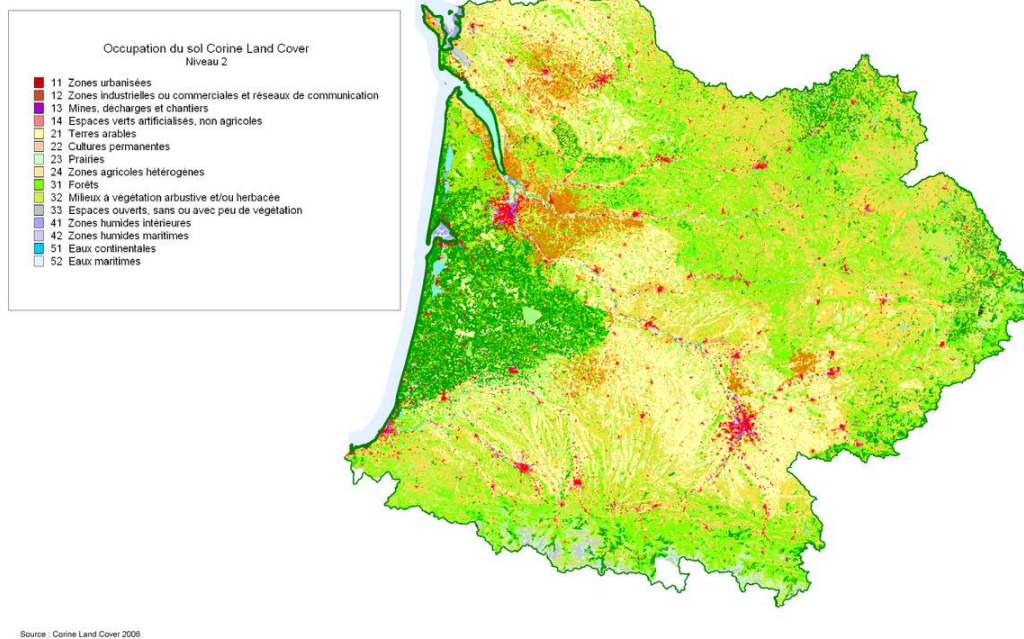 Occupation du sol Corine Land Cover
Niveau 2
11 Zones urbanisées
12 Zones industrielles ou commerciales et réseaux de communication
13 Mines, décharges et chantiers
14 Espaces verts artificialisés, non agricoles
21 Terres arables
22 Cultures permanentes
23 Prairies
24 Zones agricoles hétérogènes
31 Forêts
32 Milieux à végétation arbustive et/ou herbacée
33 Espaces ouverts, sans ou avec peu de végétation
41 Zones humides intérieures
42 Zones humides maritimes
51 Eaux continentales
52 Eaux maritimes
Source : Corine Land Cover 2006